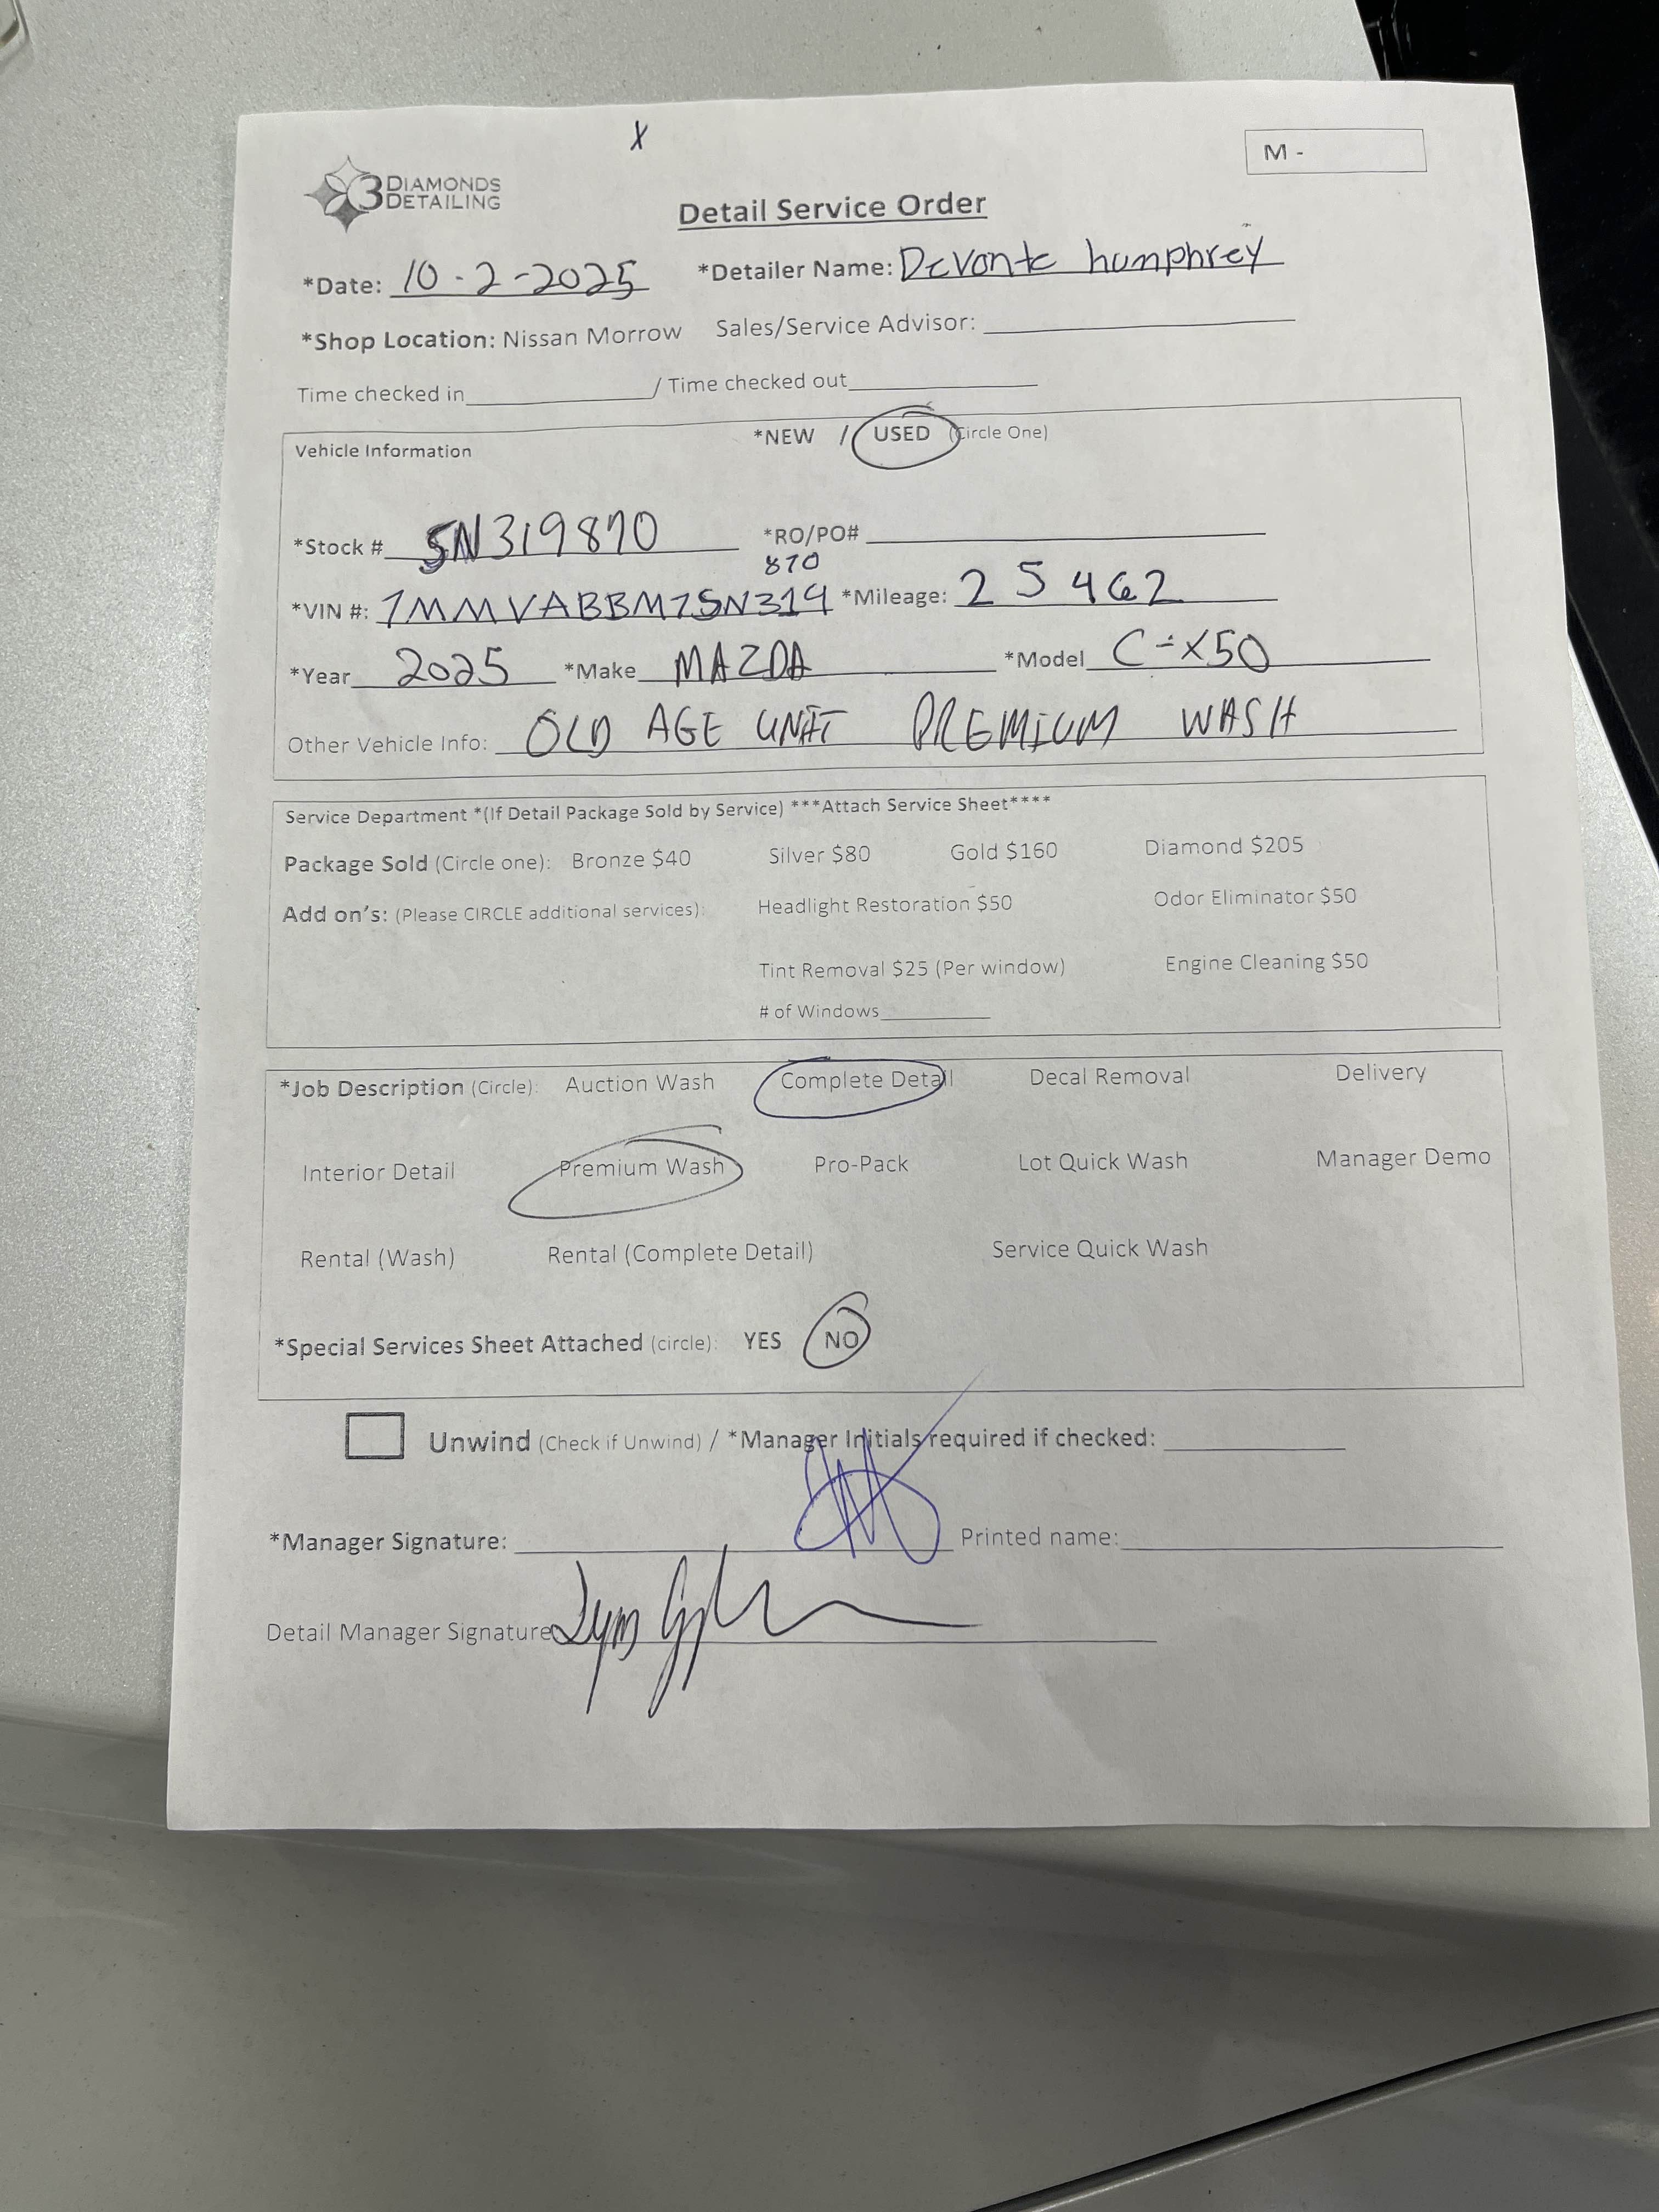 X
M -
3 DIAMONDS
DETAILING
Detail Service Order
*Date: 10-2-2025 *Detailer Name: Devonte humphrey
*Shop Location: Nissan Morrow Sales/Service Advisor:
Time checked in / Time checked out
*NEW / USED (Circle One)
Vehicle Information
*Stock # SN319870 *RO/PO#
870
*VIN #: 7MMVABBM7SN319 *Mileage: 25462
*Year 2025 *Make MAZDA *Model C-X50
Other Vehicle Info: OLD AGE UNIT PREMIUM WASH
Service Department *(If Detail Package Sold by Service) ***Attach Service Sheet****
Package Sold (Circle one): Bronze $40 Silver $80 Gold $160 Diamond $205
Add on's: (Please CIRCLE additional services): Headlight Restoration $50 Odor Eliminator $50
Tint Removal $25 (Per window) Engine Cleaning $50
# of Windows
*Job Description (Circle): Auction Wash Complete Detail Decal Removal Delivery
Interior Detail Premium Wash Pro-Pack Lot Quick Wash Manager Demo
Rental (Wash) Rental (Complete Detail) Service Quick Wash
*Special Services Sheet Attached (circle): YES NO
Unwind (Check if Unwind) / *Manager Initials required if checked:
*Manager Signature: Printed name:
Detail Manager Signature